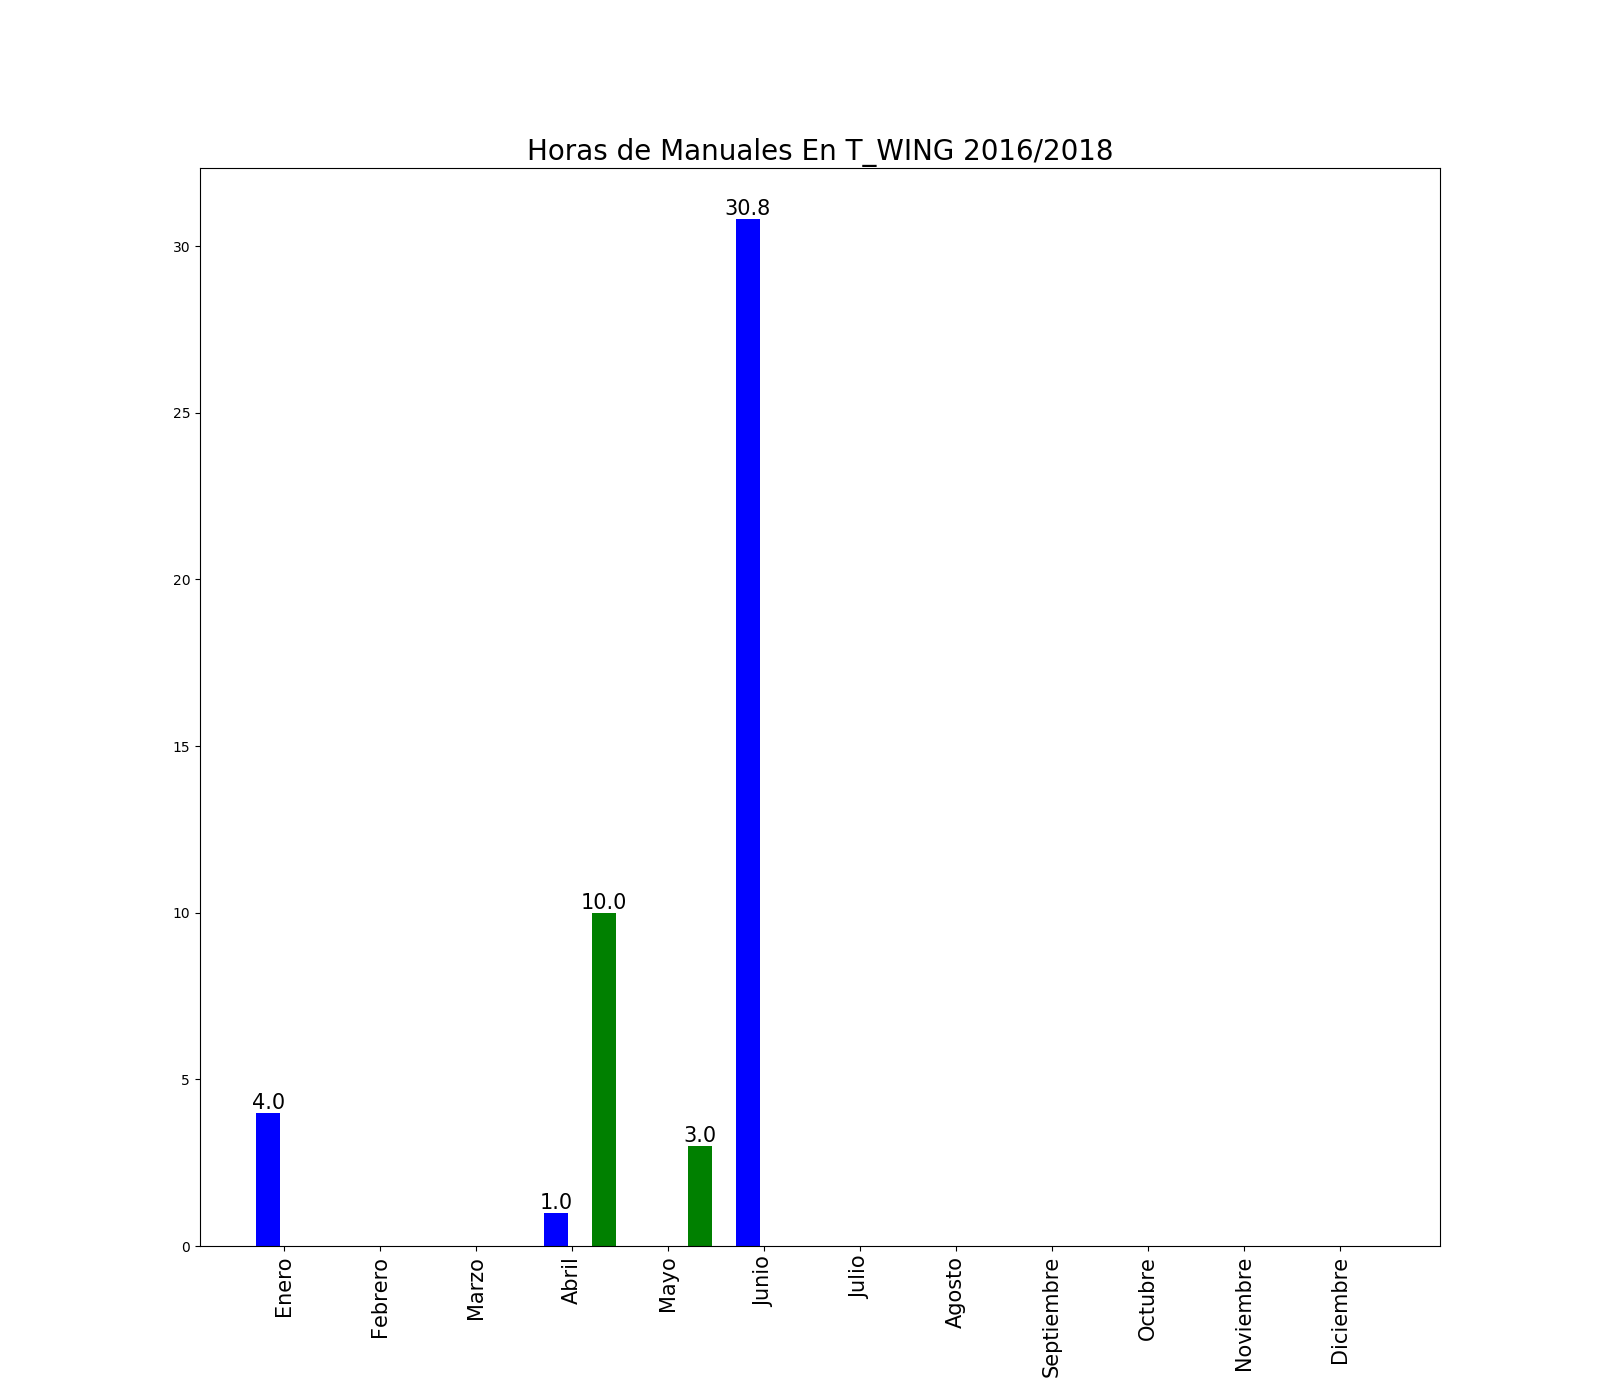 Horas de Manuales En T_WING 2016/2018
30.8
30
25
20
15
10.0
10
5
4.0
3.0
1.0
0
Enero
Febrero
Marzo
Abril
Mayo
Junio
Julio
Agosto
Septiembre
Octubre
Noviembre
Diciembre